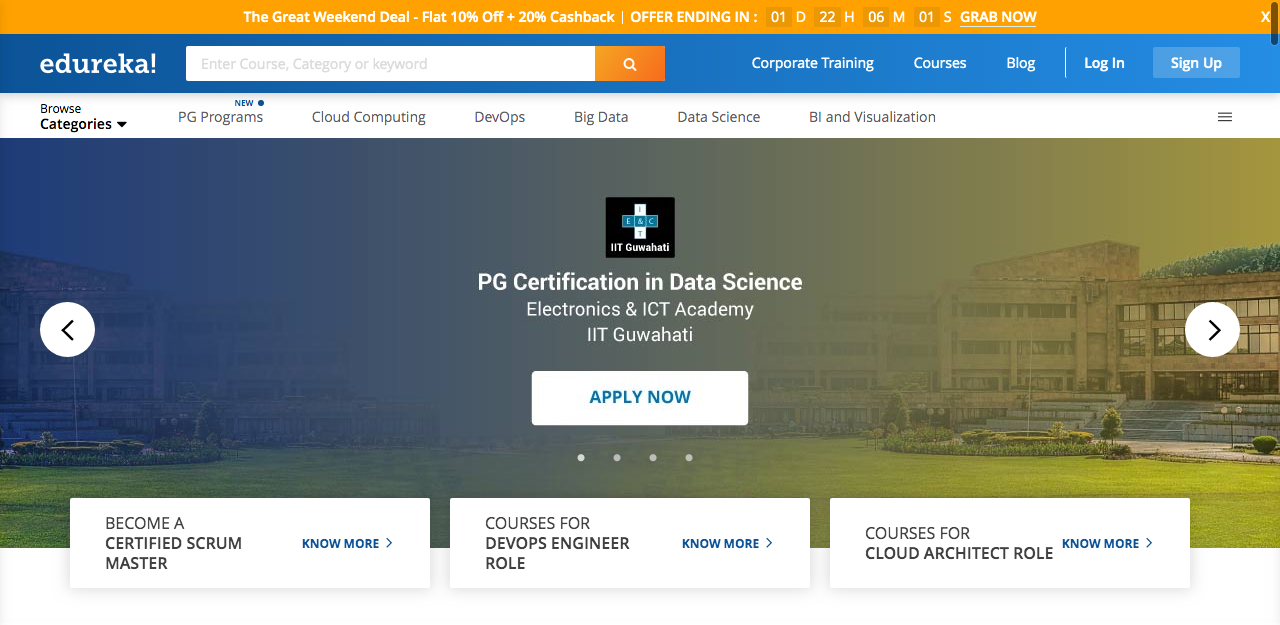 The Great Weekend Deal - Flat 10% Off + 20% Cashback | OFFER ENDING IN : 01 D 22 H 06 M 01 S GRAB NOW X
edureka!
Enter Course, Category or keyword
Corporate Training Courses Blog Log In Sign Up
Browse
Categories
NEW
PG Programs Cloud Computing DevOps Big Data Data Science BI and Visualization
I
E & C
T
IIT Guwahati
PG Certification in Data Science
Electronics & ICT Academy
IIT Guwahati
APPLY NOW
BECOME A
CERTIFIED SCRUM
MASTER
KNOW MORE
COURSES FOR
DEVOPS ENGINEER
ROLE
KNOW MORE
COURSES FOR
CLOUD ARCHITECT ROLE
KNOW MORE